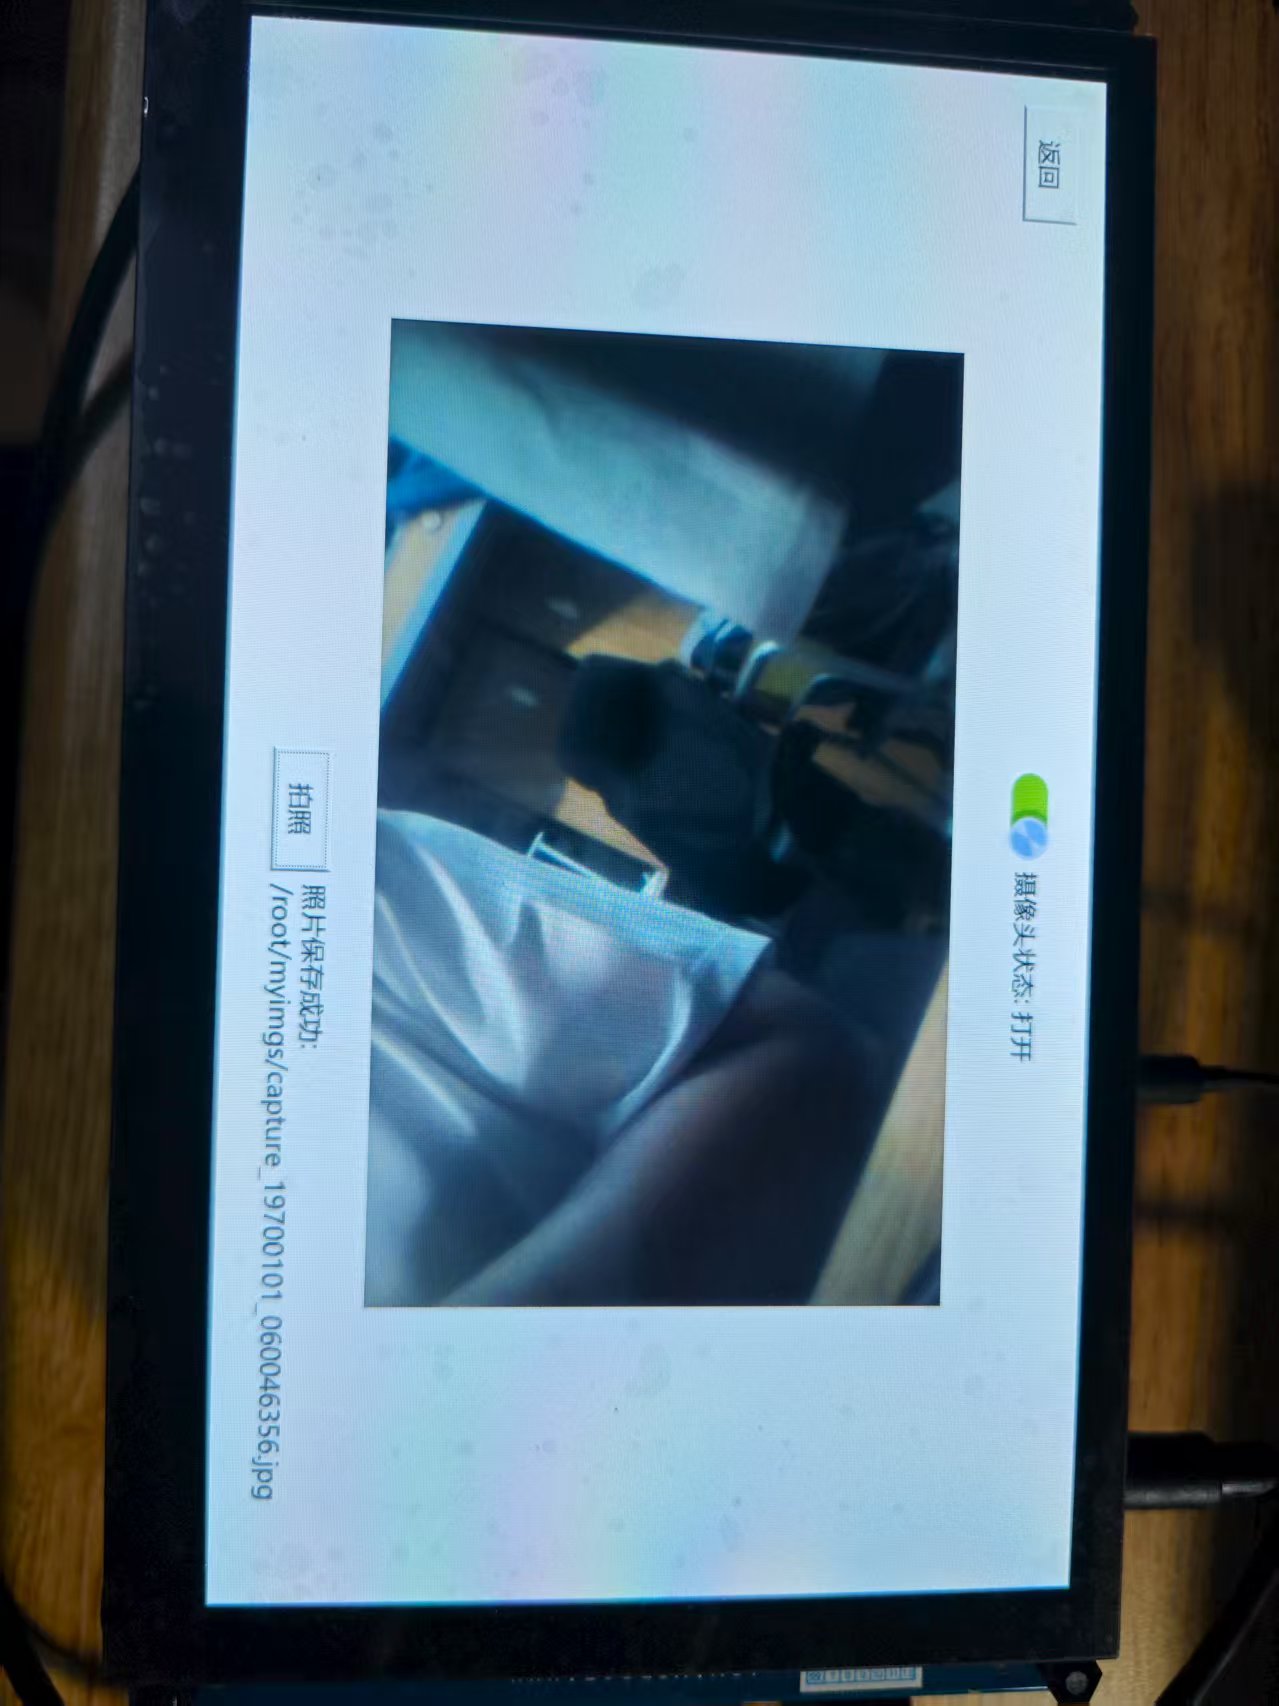 返回
摄像头状态: 打开
拍照
照片保存成功:
/root/myimgs/capture_19700101_060046356.jpg